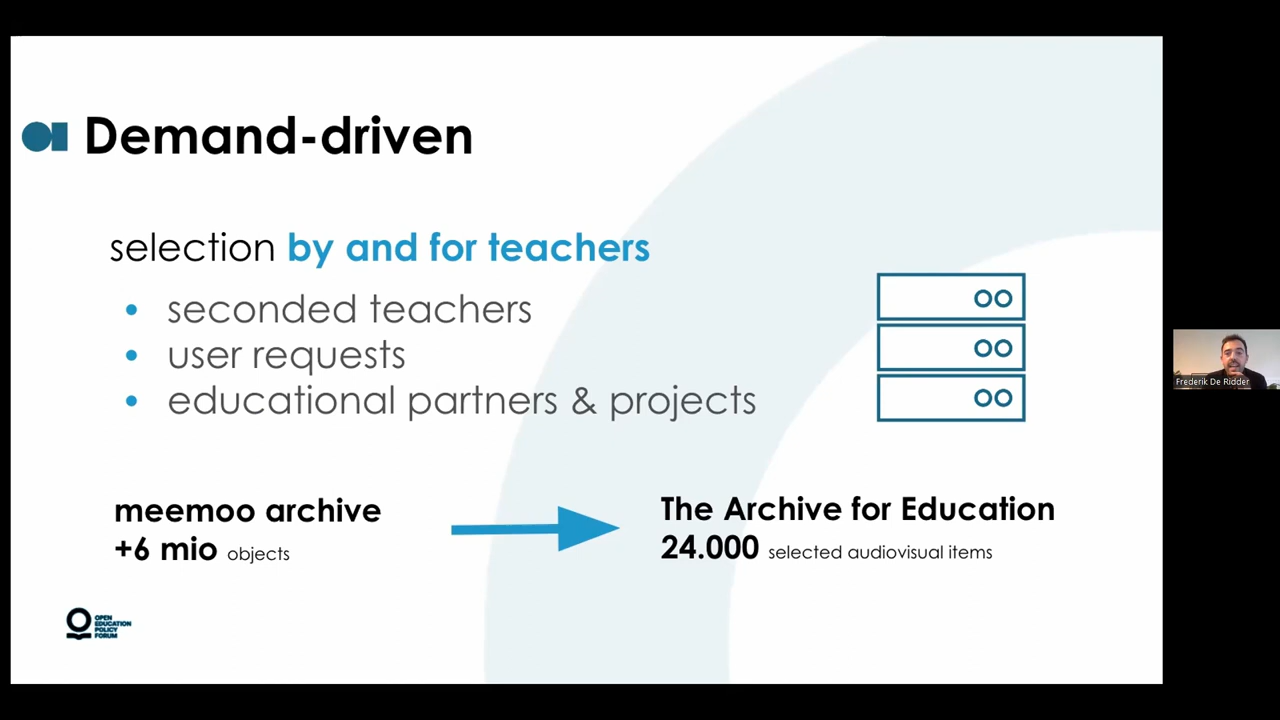 Demand-driven
selection by and for teachers
• seconded teachers
• user requests
• educational partners & projects
meemoo archive
+6 mio objects
The Archive for Education
24.000 selected audiovisual items
OPEN
EDUCATION
POLICY
FORUM
Frederik De Ridder